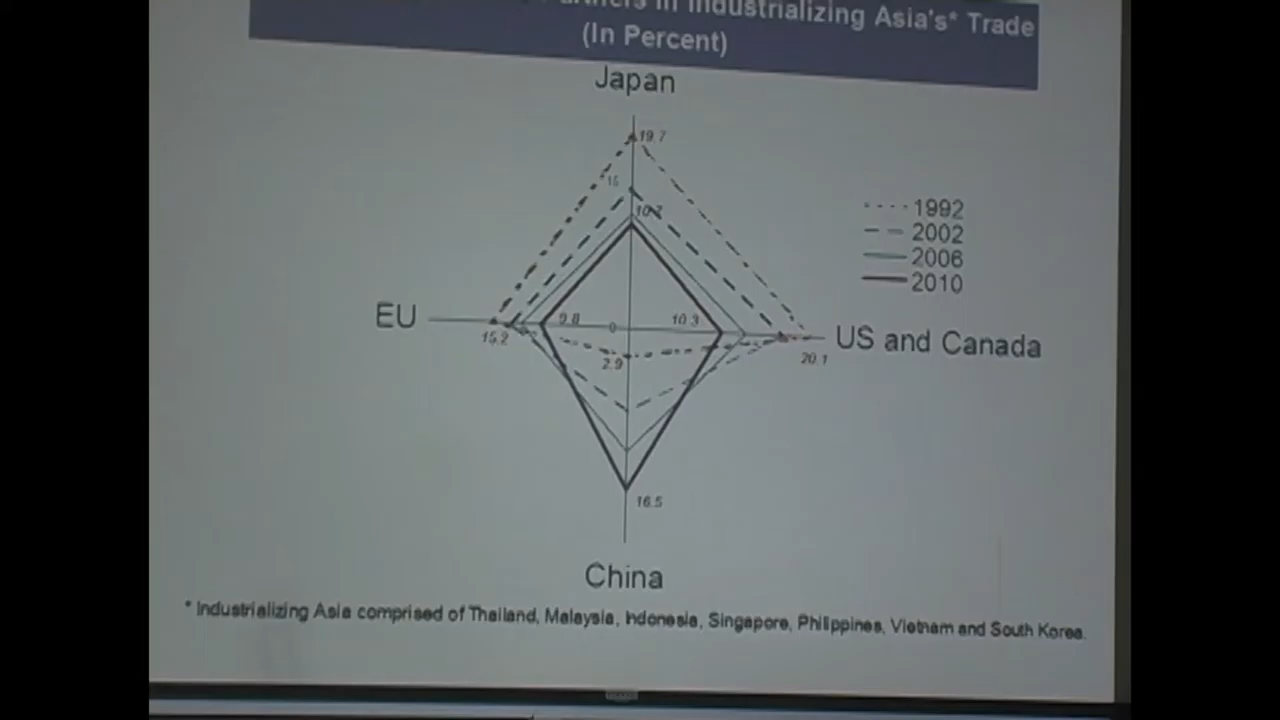 in Industrializing Asia's* Trade
(In Percent)
Japan
19.7
15
10.7
1992
2002
2006
2010
EU
9.8
0
10.3
US and Canada
15.2
2.9
20.1
16.5
China
* Industrializing Asia comprised of Thailand, Malaysia, Indonesia, Singapore, Philippines, Vietnam and South Korea.